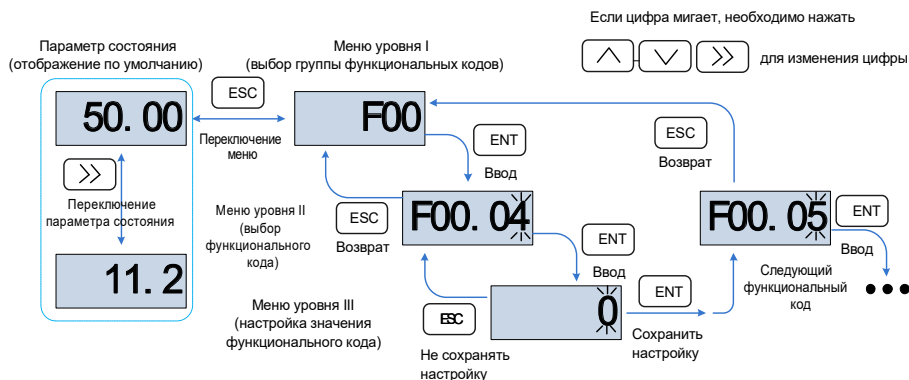 Если цифра мигает, необходимо нажать
для изменения цифры
Параметр состояния
(отображение по умолчанию)
Меню уровня I
(выбор группы функциональных кодов)
50.00
ESC
Переключение
меню
F00
ENT
Ввод
ESC
Возврат
Переключение
параметра состояния
11.2
Меню уровня II
(выбор
функционального
кода)
ESC
Возврат
F00.04
ENT
Ввод
F00.05
ENT
Ввод
Следующий
функциональный
код
Меню уровня III
(настройка значения
функционального кода)
ESC
Не сохранять
настройку
0
ENT
Сохранить
настройку